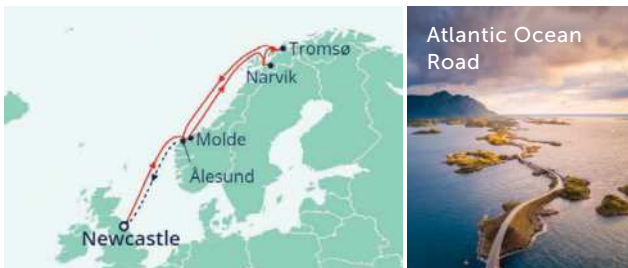 Tromsø
Narvik
Molde
Ålesund
Newcastle
Atlantic Ocean
Road